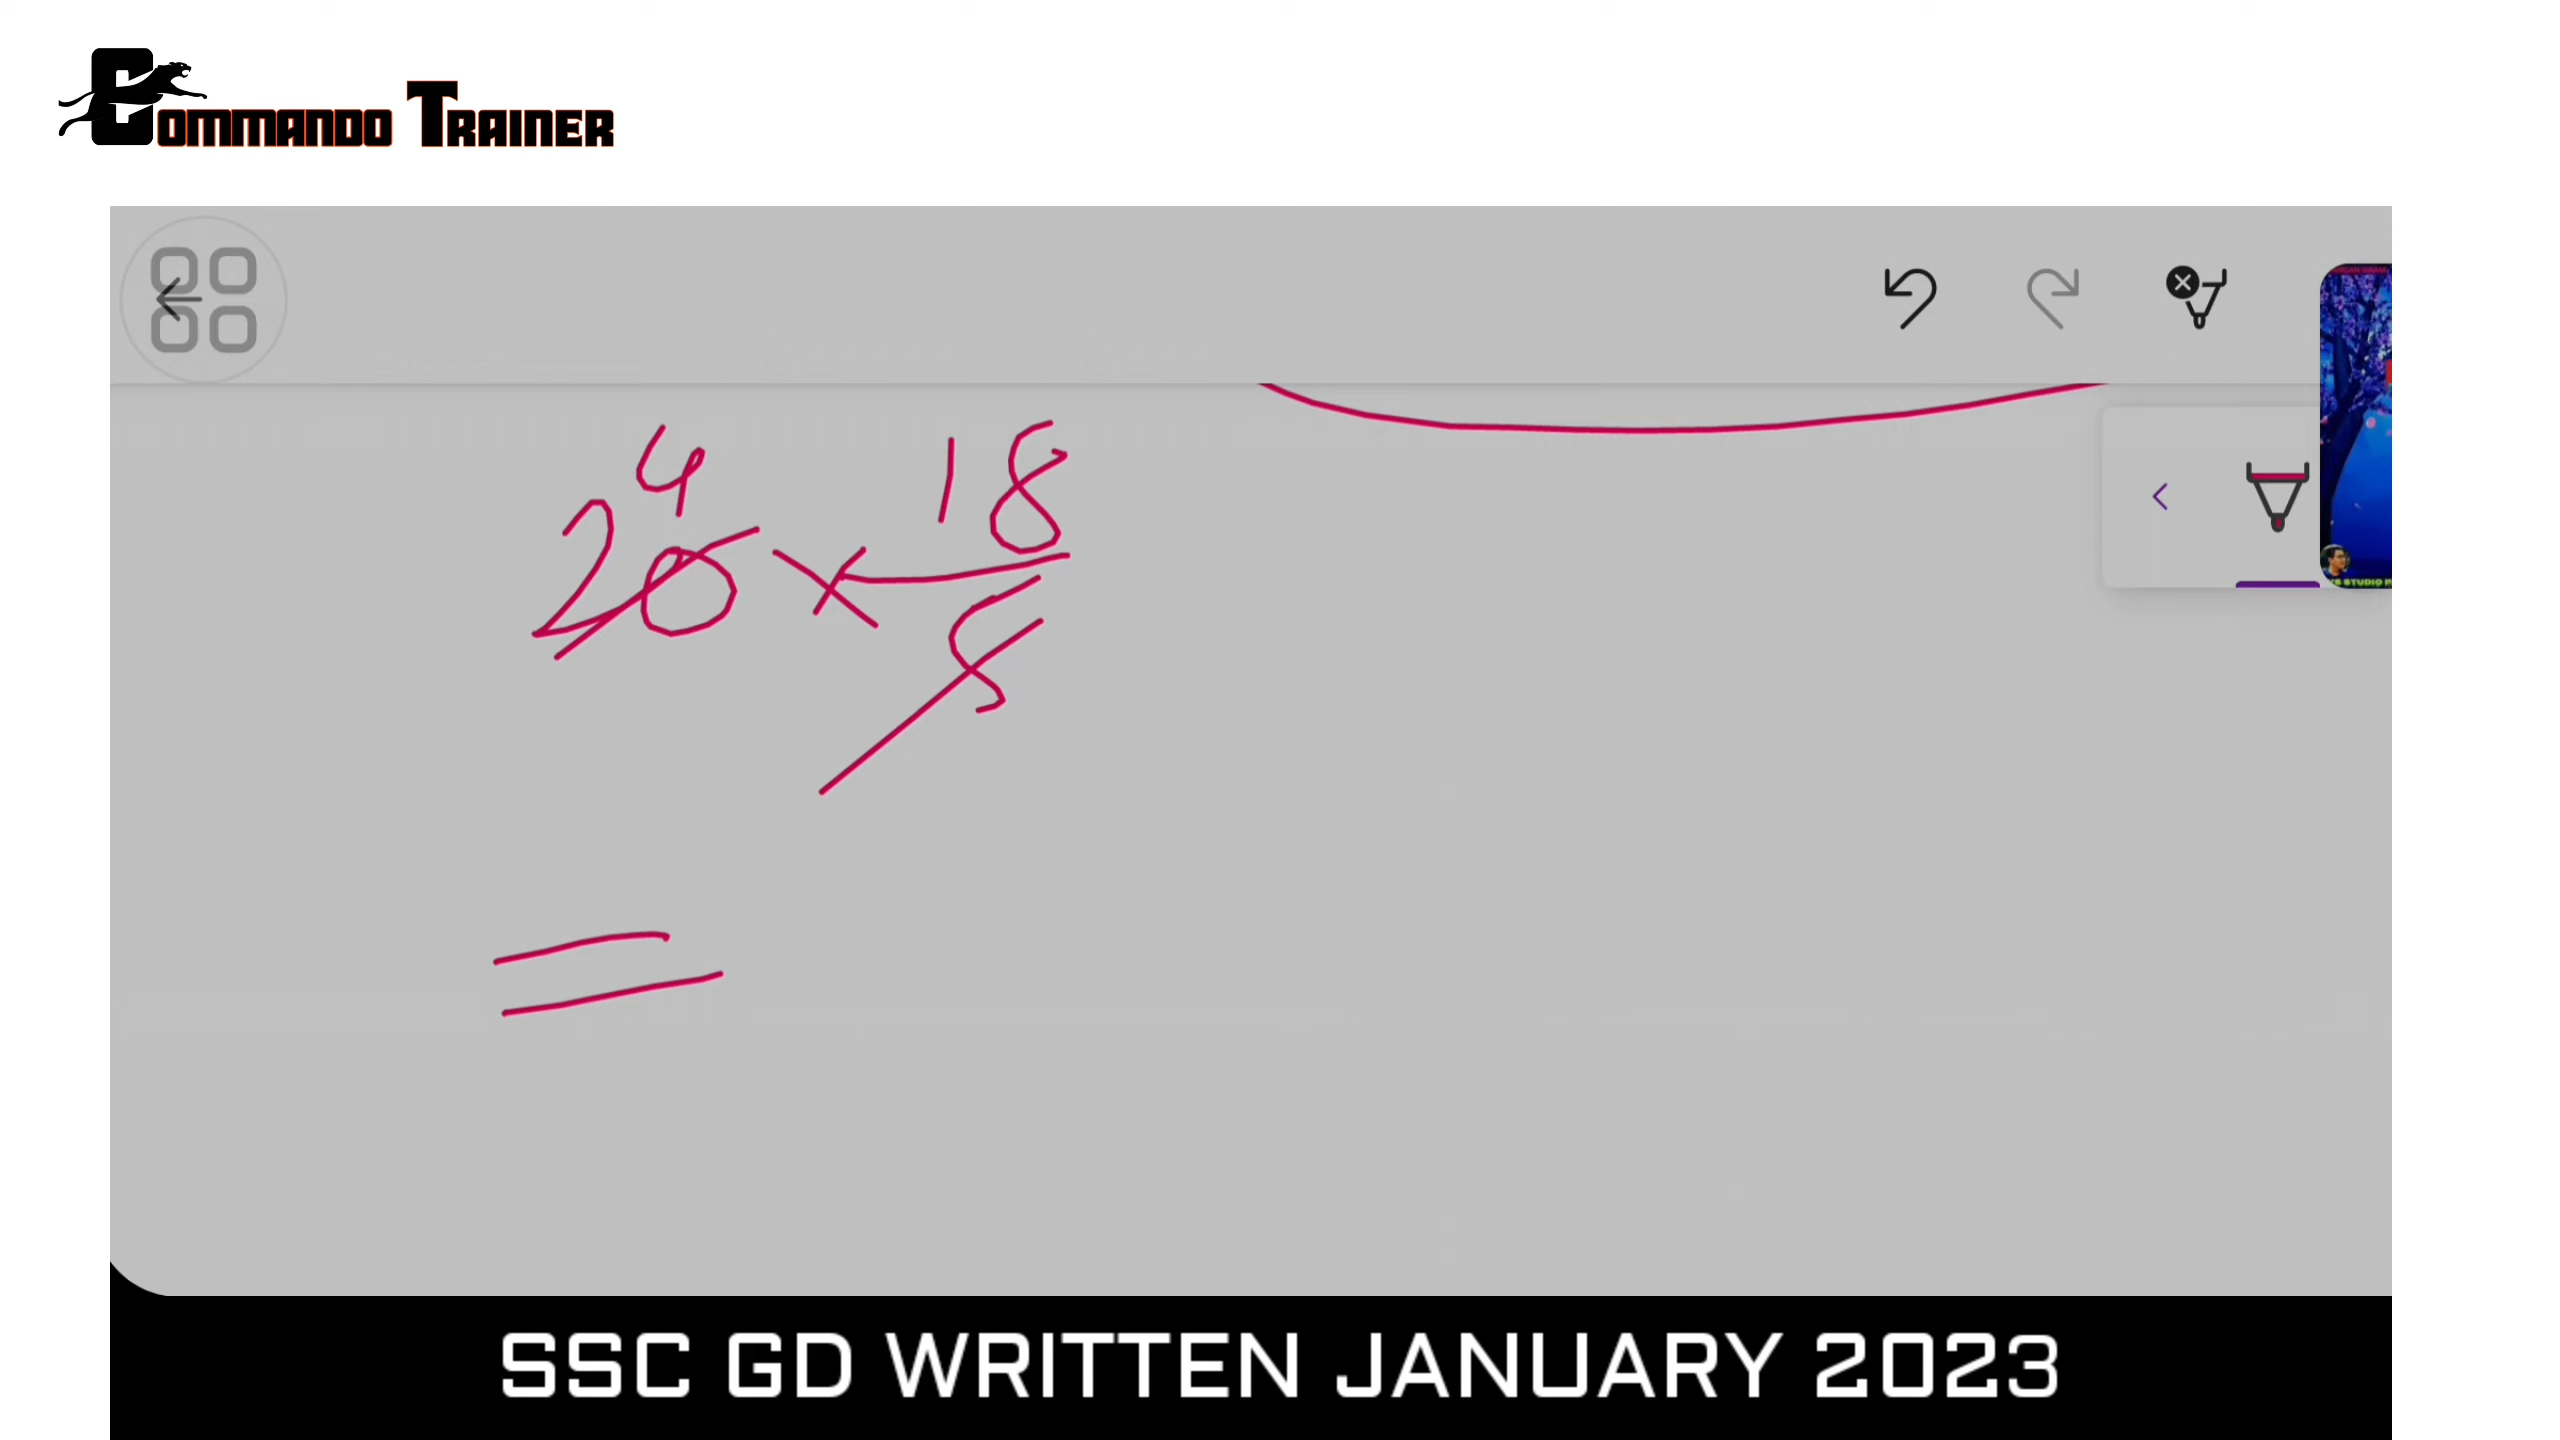 COMMANDO TRAINER
4
20 × 18
5
=
SSC GD WRITTEN JANUARY 2023